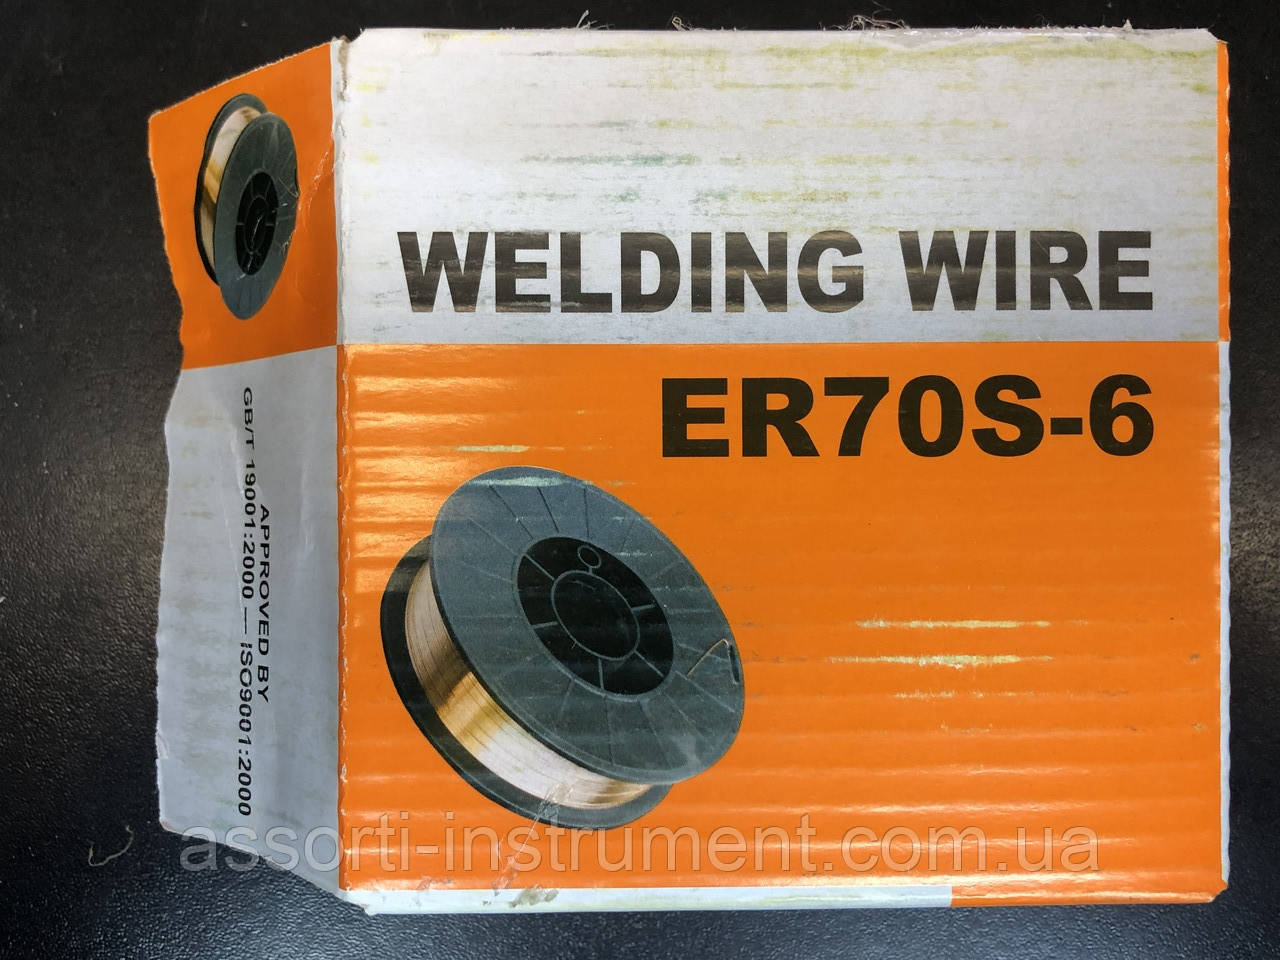 WELDING WIRE
ER70S-6
APPROVED BY
GB/T 19001:2000 — ISO9001:2000
assorti-instrument.com.ua